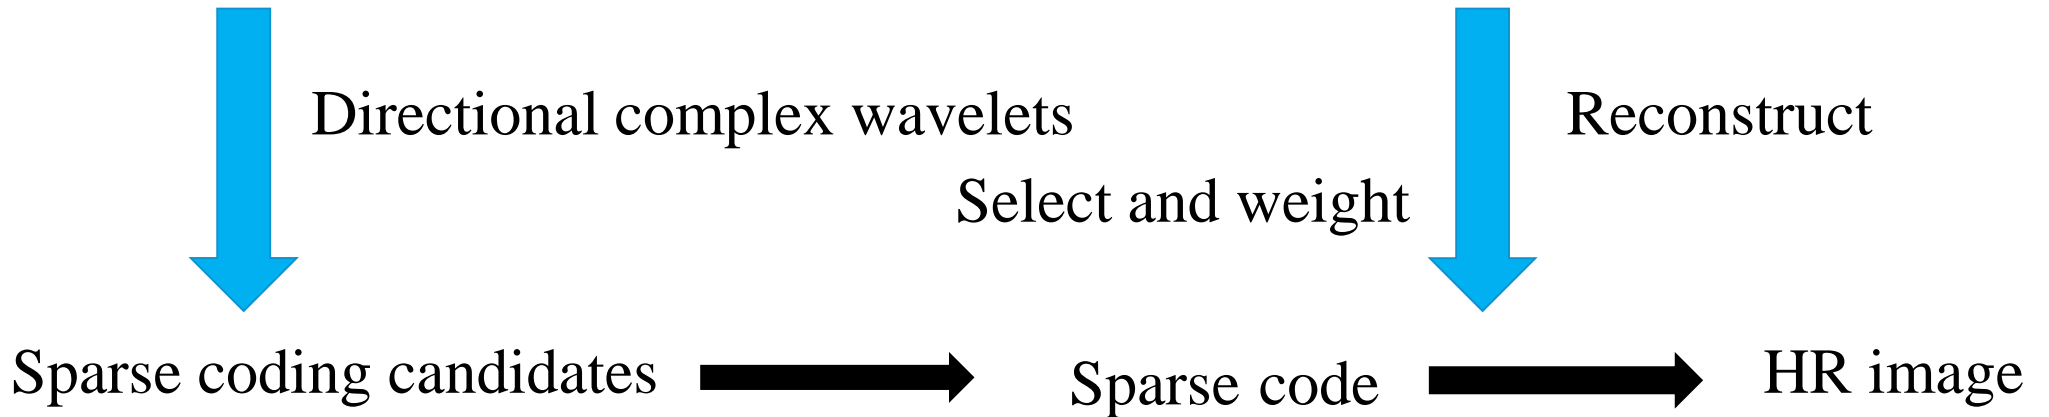 Directional complex wavelets
Reconstruct
Select and weight
Sparse coding candidates
Sparse code
HR image